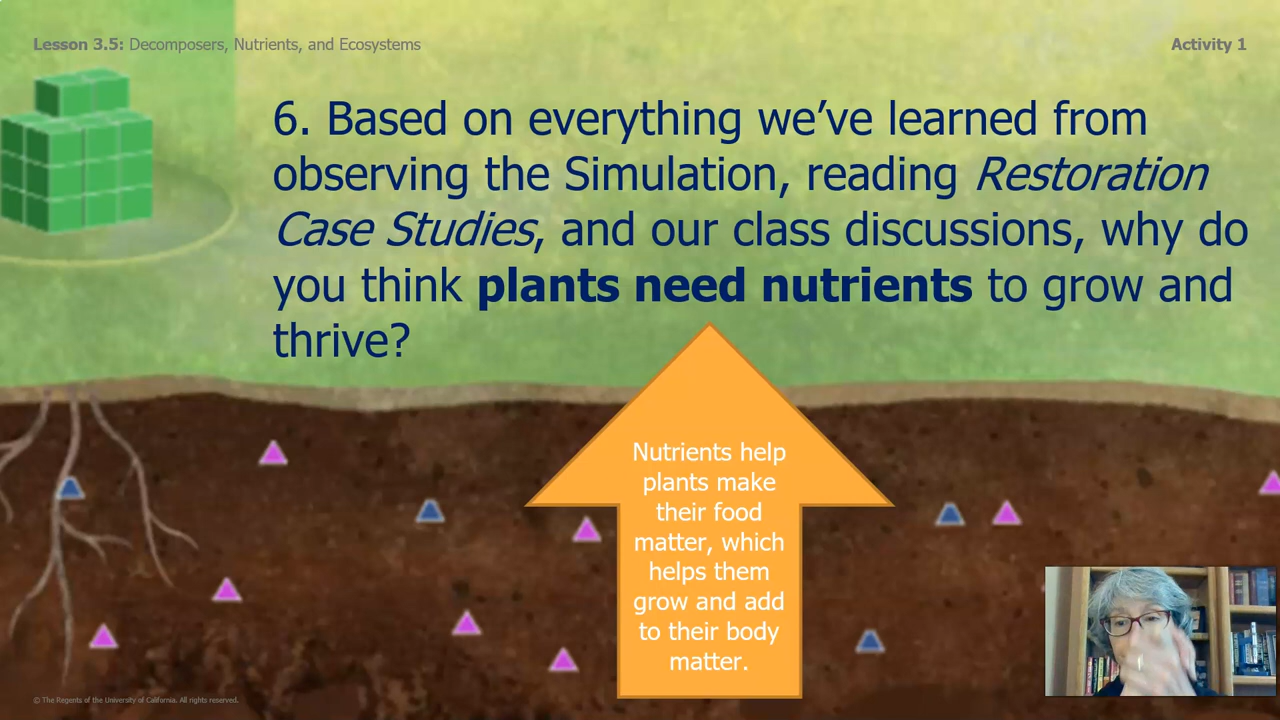 Lesson 3.5: Decomposers, Nutrients, and Ecosystems
Activity 1
6. Based on everything we’ve learned from
observing the Simulation, reading Restoration
Case Studies, and our class discussions, why do
you think plants need nutrients to grow and
thrive?
Nutrients help
plants make
their food
matter, which
helps them
grow and add
to their body
matter.
© The Regents of the University of California. All rights reserved.